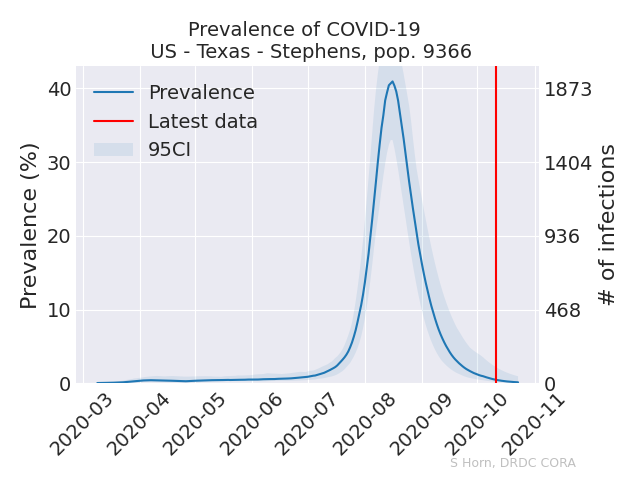 Prevalence of COVID-19
US - Texas - Stephens, pop. 9366
Prevalence
Latest data
95CI
Prevalence (%)
40
30
20
10
0
1873
1404
936
468
0
# of infections
2020-03
2020-04
2020-05
2020-06
2020-07
2020-08
2020-09
2020-10
2020-11
S Horn, DRDC CORA